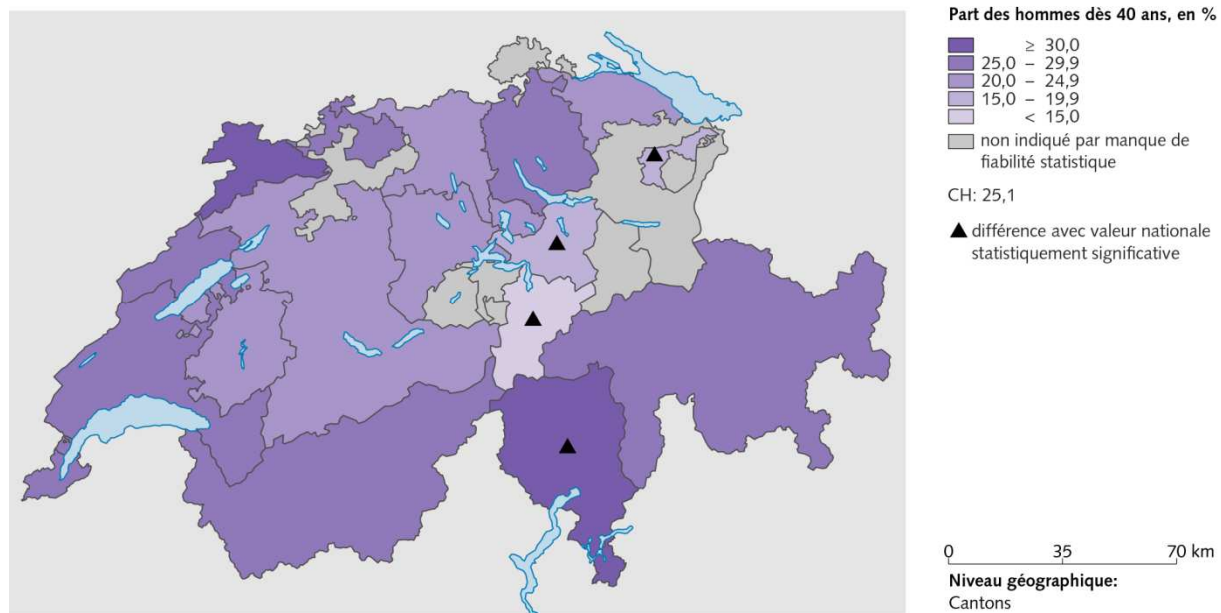 Part des hommes dès 40 ans, en %
≥ 30,0
25,0 – 29,9
20,0 – 24,9
15,0 – 19,9
< 15,0
non indiqué par manque de
fiabilité statistique
CH: 25,1
▲ différence avec valeur nationale
statistiquement significative
0 35 70 km
Niveau géographique:
Cantons